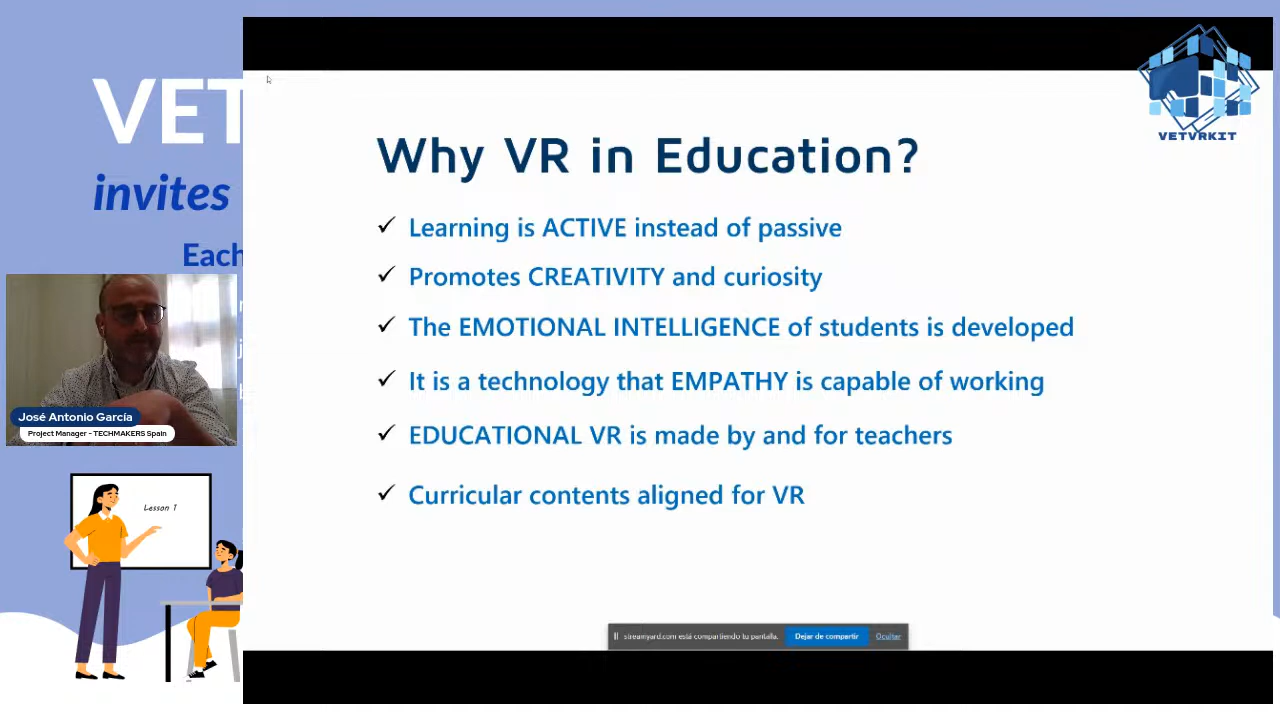 VET
invites
Each
José Antonio García
Project Manager - TECHMAKERS Spain
Lesson 1
VETVRKIT
Why VR in Education?
✓ Learning is ACTIVE instead of passive
✓ Promotes CREATIVITY and curiosity
✓ The EMOTIONAL INTELLIGENCE of students is developed
✓ It is a technology that EMPATHY is capable of working
✓ EDUCATIONAL VR is made by and for teachers
✓ Curricular contents aligned for VR
streamyard.com está compartiendo tu pantalla. Dejar de compartir Ocultar